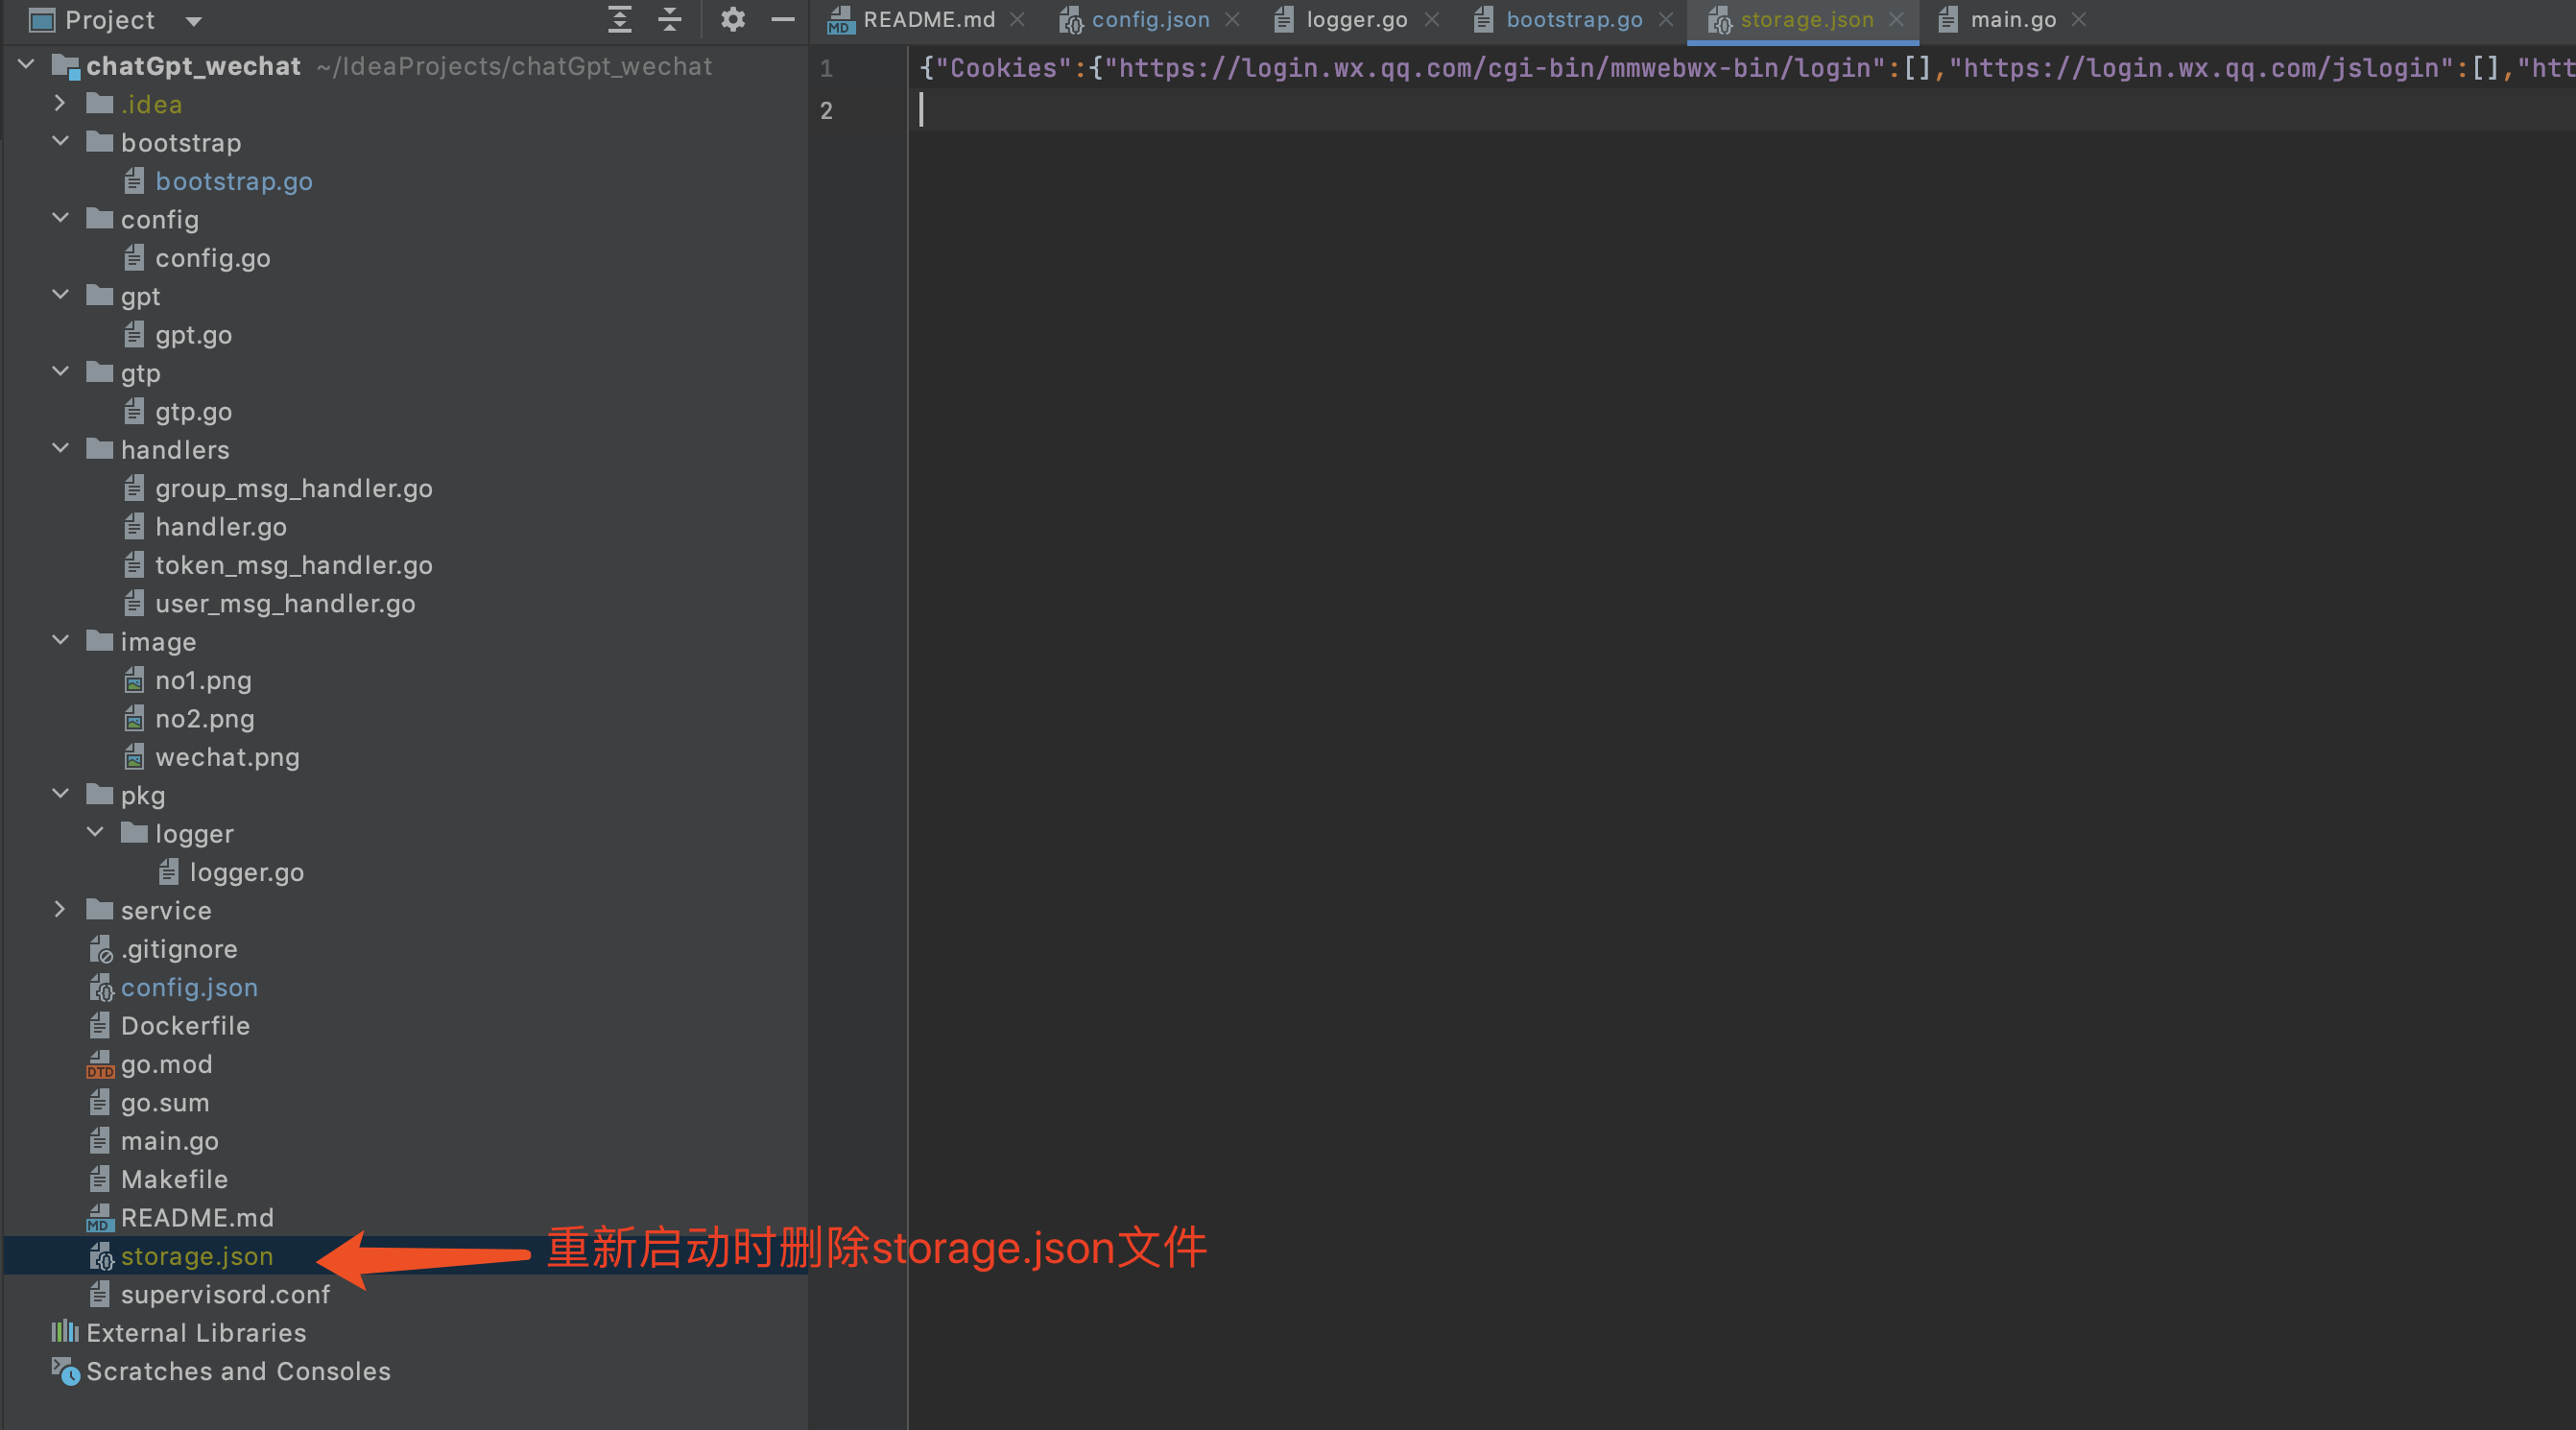 Project
README.md
config.json
logger.go
bootstrap.go
storage.json
main.go
chatGpt_wechat ~/IdeaProjects/chatGpt_wechat
.idea
bootstrap
bootstrap.go
config
config.go
gpt
gpt.go
gtp
gtp.go
handlers
group_msg_handler.go
handler.go
token_msg_handler.go
user_msg_handler.go
image
no1.png
no2.png
wechat.png
pkg
logger
logger.go
service
.gitignore
config.json
Dockerfile
DTD go.mod
go.sum
main.go
Makefile
MD README.md
storage.json
supervisord.conf
External Libraries
Scratches and Consoles
1 {"Cookies":{"https://login.wx.qq.com/cgi-bin/mmwebwx-bin/login":[],"https://login.wx.qq.com/jslogin":[],"htt
2
重新启动时删除storage.json文件